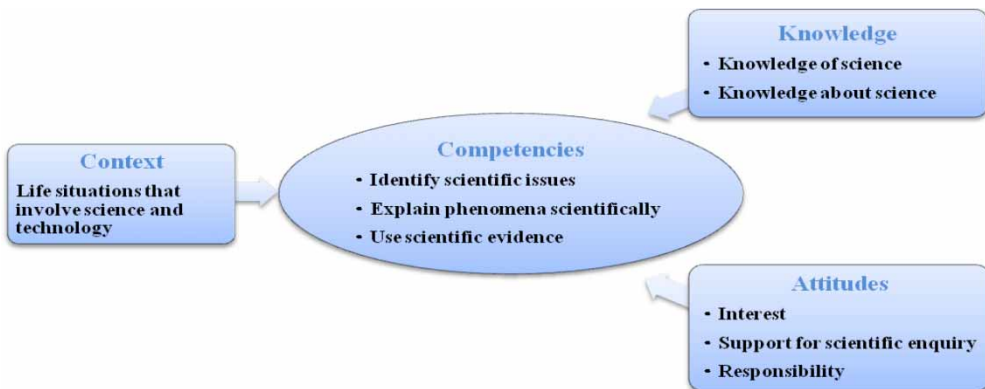 Knowledge
• Knowledge of science
• Knowledge about science
Context
Life situations that
involve science and
technology
Competencies
• Identify scientific issues
• Explain phenomena scientifically
• Use scientific evidence
Attitudes
• Interest
• Support for scientific enquiry
• Responsibility